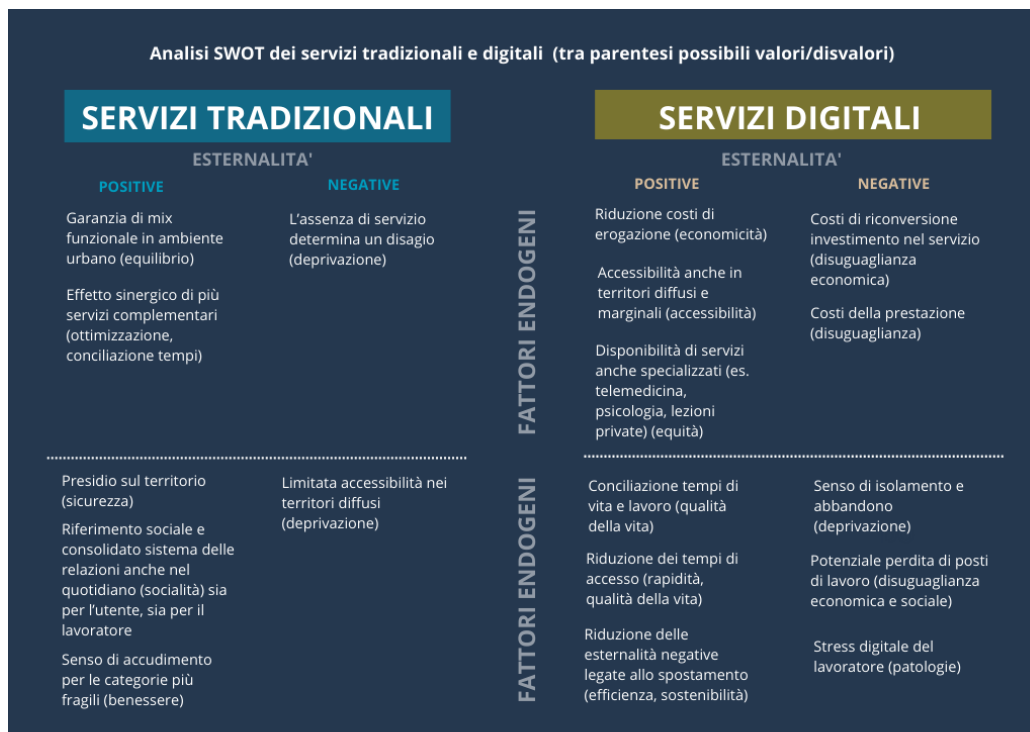 Analisi SWOT dei servizi tradizionali e digitali (tra parentesi possibili valori/disvalori)
SERVIZI TRADIZIONALI
ESTERNALITA'
POSITIVE
NEGATIVE
Garanzia di mix
funzionale in ambiente
urbano (equilibrio)
Effetto sinergico di più
servizi complementari
(ottimizzazione,
conciliazione tempi)
L'assenza di servizio
determina un disagio
(deprivazione)
Presidio sul territorio
(sicurezza)
Riferimento sociale e
consolidato sistema delle
relazioni anche nel
quotidiano (socialità) sia
per l'utente, sia per il
lavoratore
Senso di accudimento
per le categorie più
fragili (benessere)
Limitata accessibilità nei
territori diffusi
(deprivazione)
FATTORI ENDOGENI
FATTORI ENDOGENI
SERVIZI DIGITALI
ESTERNALITA'
POSITIVE
NEGATIVE
Riduzione costi di
erogazione (economicità)
Accessibilità anche in
territori diffusi e
marginali (accessibilità)
Disponibilità di servizi
anche specializzati (es.
telemedicina,
psicologia, lezioni
private) (equità)
Costi di riconversione
investimento nel servizio
(disuguaglianza
economica)
Costi della prestazione
(disuguaglianza)
Conciliazione tempi di
vita e lavoro (qualità
della vita)
Riduzione dei tempi di
accesso (rapidità,
qualità della vita)
Riduzione delle
esternalità negative
legate allo spostamento
(efficienza, sostenibilità)
Senso di isolamento e
abbandono
(deprivazione)
Potenziale perdita di posti
di lavoro (disuguaglianza
economica e sociale)
Stress digitale del
lavoratore (patologie)